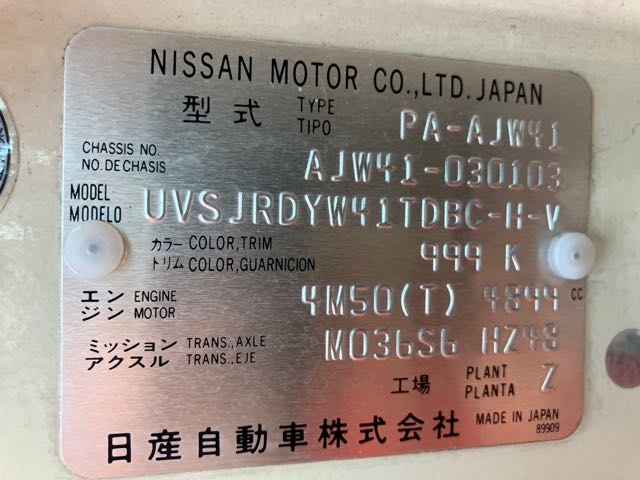 NISSAN MOTOR CO.,LTD. JAPAN
型式 TYPE TIPO PA-AJW41
CHASSIS NO. NO.DE CHASIS AJW41-030103
MODEL MODELO UVSJRDYW41TDBC-H-V
カラー COLOR,TRIM
トリム COLOR,GUARNICION 999 K
エンジン ENGINE MOTOR 4M50(T) 4899 CC
ミッション TRANS.,AXLE
アクスル TRANS.,EJE M036S6 HZ48
工場 PLANT PLANTA Z
日産自動車株式会社 MADE IN JAPAN
89909